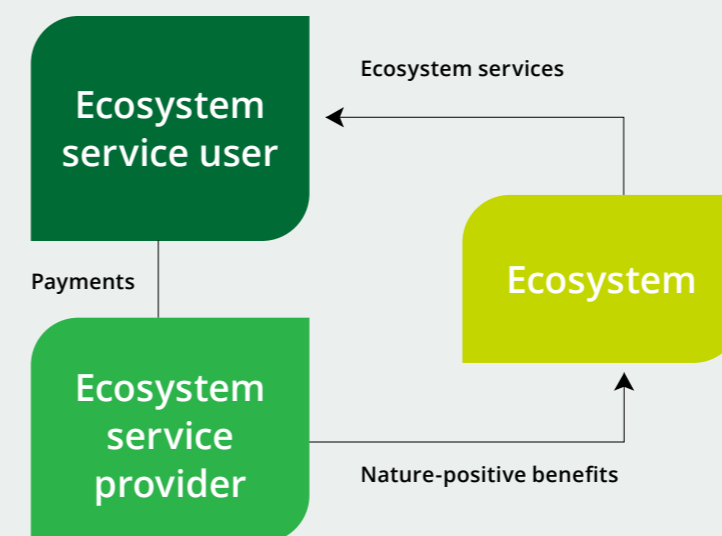 Ecosystem
service user
Ecosystem services
Payments
Ecosystem
Ecosystem
service
provider
Nature-positive benefits